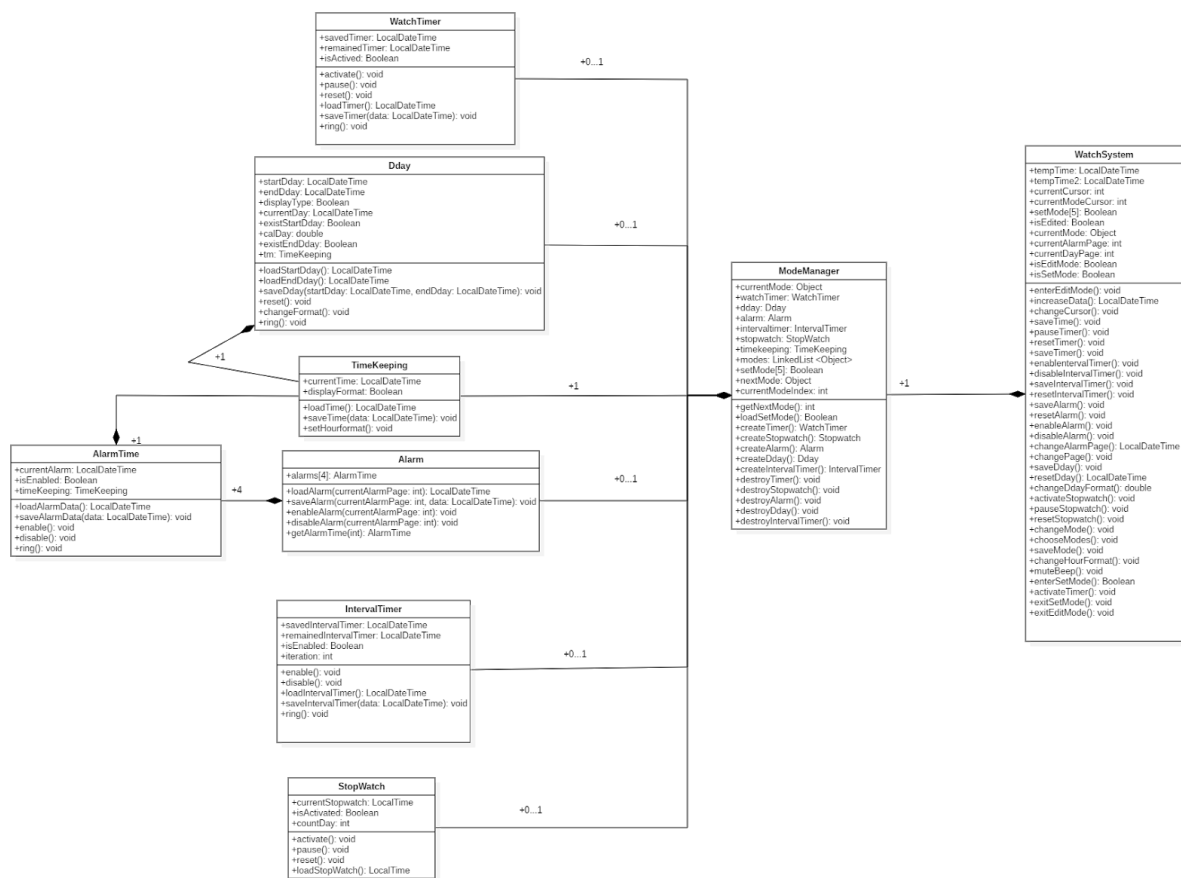 WatchTimer
+savedTimer: LocalDateTime
+remainedTimer: LocalDateTime
+isActived: Boolean
+activate(): void
+pause(): void
+reset(): void
+loadTimer(): LocalDateTime
+saveTimer(data: LocalDateTime): void
+ring(): void
+0...1
Dday
+startDday: LocalDateTime
+endDday: LocalDateTime
+displayType: Boolean
+currentDay: LocalDateTime
+existStartDday: Boolean
+calDay: double
+existEndDday: Boolean
+tm: TimeKeeping
+loadStartDday(): LocalDateTime
+loadEndDday(): LocalDateTime
+saveDday(startDday: LocalDateTime, endDday: LocalDateTime): void
+reset(): void
+changeFormat(): void
+ring(): void
+0...1
+1
TimeKeeping
+currentTime: LocalDateTime
+displayFormat: Boolean
+loadTime(): LocalDateTime
+saveTime(data: LocalDateTime): void
+setHourformat(): void
+1
+1
AlarmTime
+currentAlarm: LocalDateTime
+isEnabled: Boolean
+timeKeeping: TimeKeeping
+loadAlarmData(): LocalDateTime
+saveAlarmData(data: LocalDateTime): void
+enable(): void
+disable(): void
+ring(): void
+4
Alarm
+alarms[4]: AlarmTime
+loadAlarm(currentAlarmPage: int): LocalDateTime
+saveAlarm(currentAlarmPage: int, data: LocalDateTime): void
+enableAlarm(currentAlarmPage: int): void
+disableAlarm(currentAlarmPage: int): void
+getAlarmTime(int): AlarmTime
+0...1
IntervalTimer
+savedIntervalTimer: LocalDateTime
+remainedIntervalTimer: LocalDateTime
+isEnabled: Boolean
+iteration: int
+enable(): void
+disable(): void
+loadIntervalTimer(): LocalDateTime
+saveIntervalTimer(data: LocalDateTime): void
+ring(): void
+0...1
StopWatch
+currentStopwatch: LocalTime
+isActivated: Boolean
+countDay: int
+activate(): void
+pause(): void
+reset(): void
+loadStopWatch(): LocalTime
+0...1
ModeManager
+currentMode: Object
+watchTimer: WatchTimer
+dday: Dday
+alarm: Alarm
+intervaltimer: IntervalTimer
+stopwatch: StopWatch
+timekeeping: TimeKeeping
+modes: LinkedList <Object>
+setMode[5]: Boolean
+nextMode: Object
+currentModeIndex: int
+getNextMode(): int
+loadSetMode(): Boolean
+createTimer(): WatchTimer
+createStopwatch(): Stopwatch
+createAlarm(): Alarm
+createDday(): Dday
+createIntervalTimer(): IntervalTimer
+destroyTimer(): void
+destroyStopwatch(): void
+destroyAlarm(): void
+destroyDday(): void
+destroyIntervalTimer(): void
+1
WatchSystem
+tempTime: LocalDateTime
+tempTime2: LocalDateTime
+currentCursor: int
+currentModeCursor: int
+setMode[5]: Boolean
+isEdited: Boolean
+currentMode: Object
+currentAlarmPage: int
+currentDayPage: int
+isEditMode: Boolean
+isSetMode: Boolean
+enterEditMode(): void
+increaseData(): LocalDateTime
+changeCursor(): void
+saveTime(): void
+pauseTimer(): void
+resetTimer(): void
+saveTimer(): void
+enablentervalTimer(): void
+disableIntervalTimer(): void
+saveIntervalTimer(): void
+resetIntervalTimer(): void
+saveAlarm(): void
+resetAlarm(): void
+enableAlarm(): void
+disableAlarm(): void
+changeAlarmPage(): LocalDateTime
+changePage(): void
+saveDday(): void
+resetDday(): LocalDateTime
+changeDdayFormat(): double
+activateStopwatch(): void
+pauseStopwatch(): void
+resetStopwatch(): void
+changeMode(): void
+chooseModes(): void
+saveMode(): void
+changeHourFormat(): void
+muteBeep(): void
+enterSetMode(): Boolean
+activateTimer(): void
+exitSetMode(): void
+exitEditMode(): void